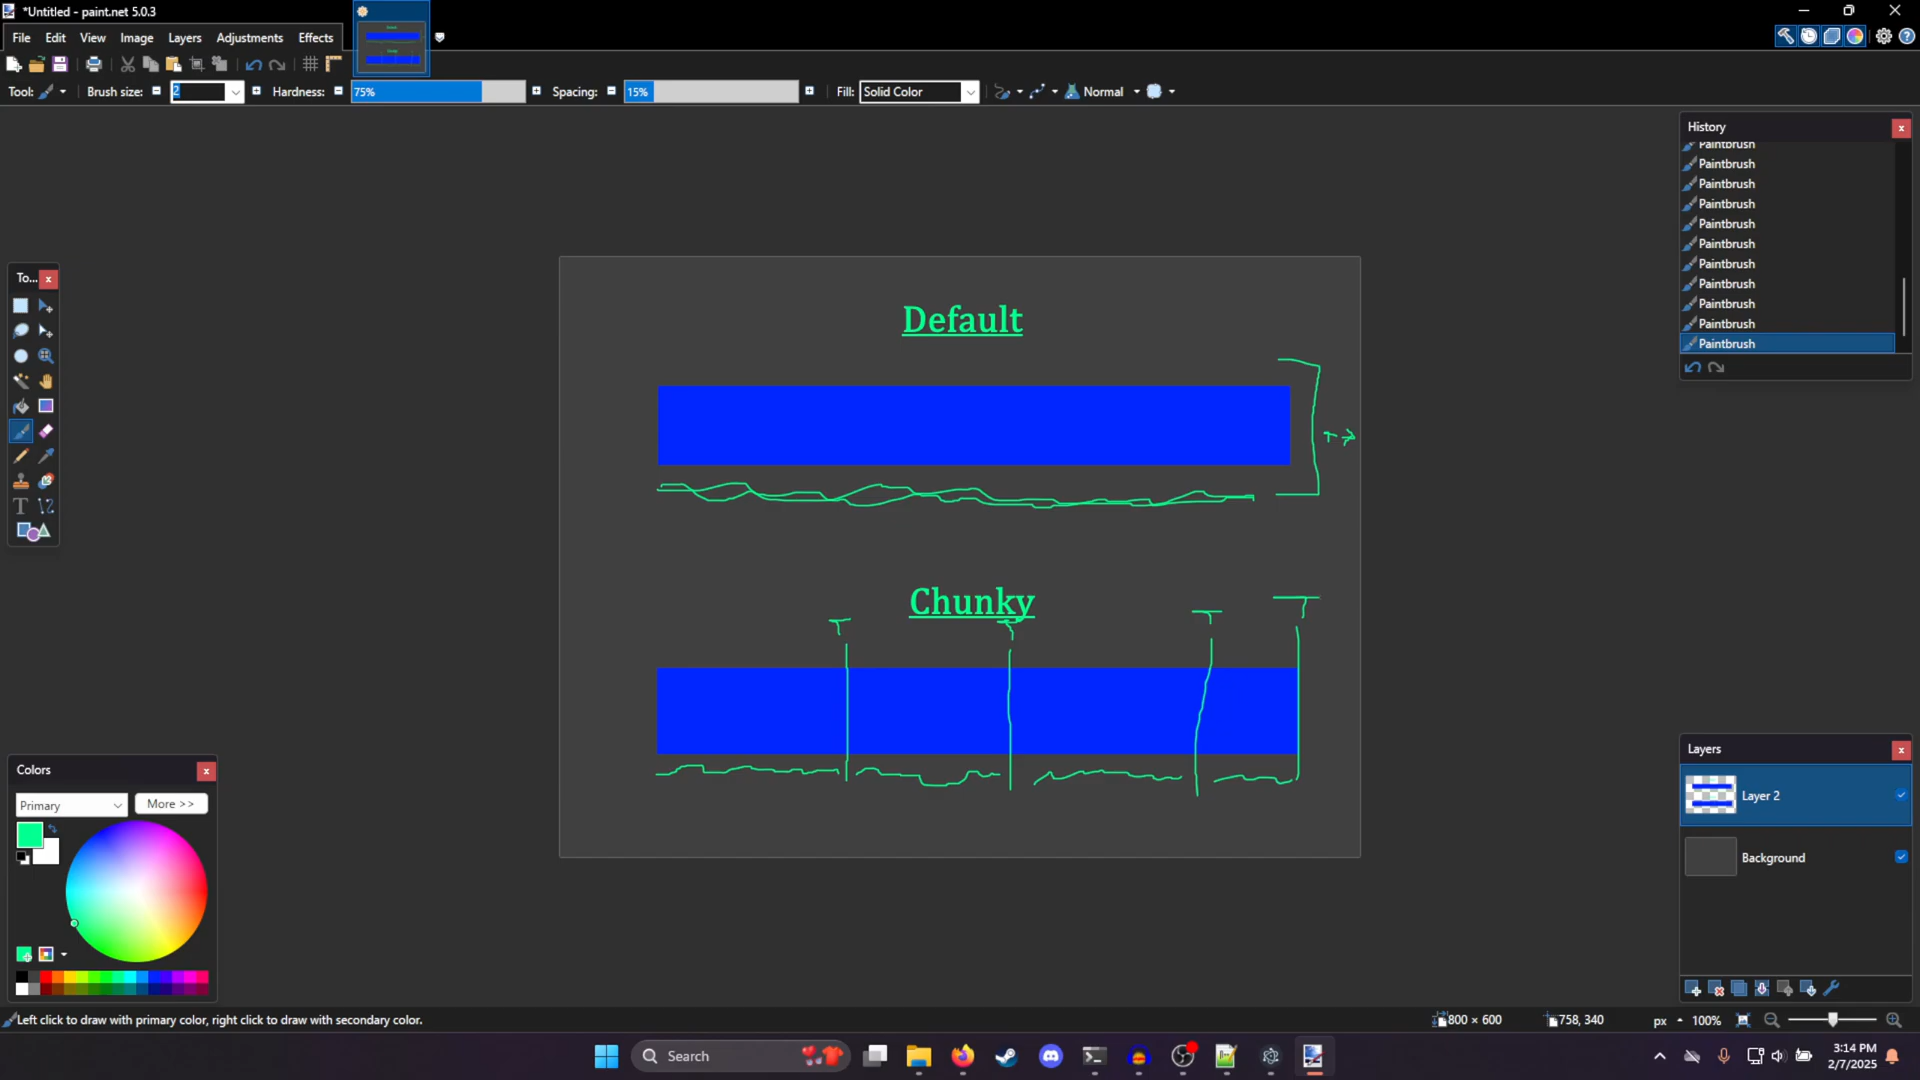 *Untitled - paint.net 5.0.3
File Edit View Image Layers Adjustments Effects
Tool: Brush size: 2 Hardness: 75% Spacing: 15% Fill: Solid Color Normal
History
Paintbrush
Paintbrush
Paintbrush
Paintbrush
Paintbrush
Paintbrush
Paintbrush
Paintbrush
Paintbrush
Paintbrush
Paintbrush
To...
Default
T
Chunky
T T T T
Colors
Primary More >>
Layers
Layer 2
Background
Left click to draw with primary color, right click to draw with secondary color.
800 × 600 758, 340 px 100%
Search
3:14 PM
2/7/2025